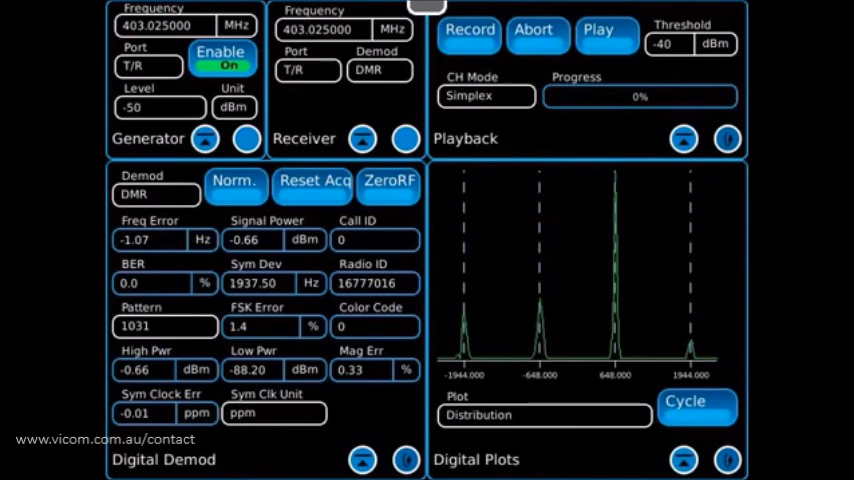 Frequency
403.025000 MHz
Port
T/R
Enable
On
Level
Unit
-50
dBm
Generator
Frequency
403.025000 MHz
Port
Demod
T/R
DMR
Receiver
Record
Abort
Play
Threshold
-40 dBm
CH Mode
Progress
Simplex
0%
Playback
Demod
DMR
Norm.
Reset Acq
ZeroRF
Freq Error
Signal Power
Call ID
-1.07 Hz
-0.66 dBm
0
BER
Sym Dev
Radio ID
0.0 %
1937.50 Hz
16777016
Pattern
FSK Error
Color Code
1031
1.4 %
0
High Pwr
Low Pwr
Mag Err
-0.66 dBm
-88.20 dBm
0.33 %
Sym Clock Err
Sym Clk Unit
-0.01 ppm
ppm
www.vicom.com.au/contact
Digital Demod
-1944.000
-648.000
648.000
1944.000
Plot
Distribution
Cycle
Digital Plots